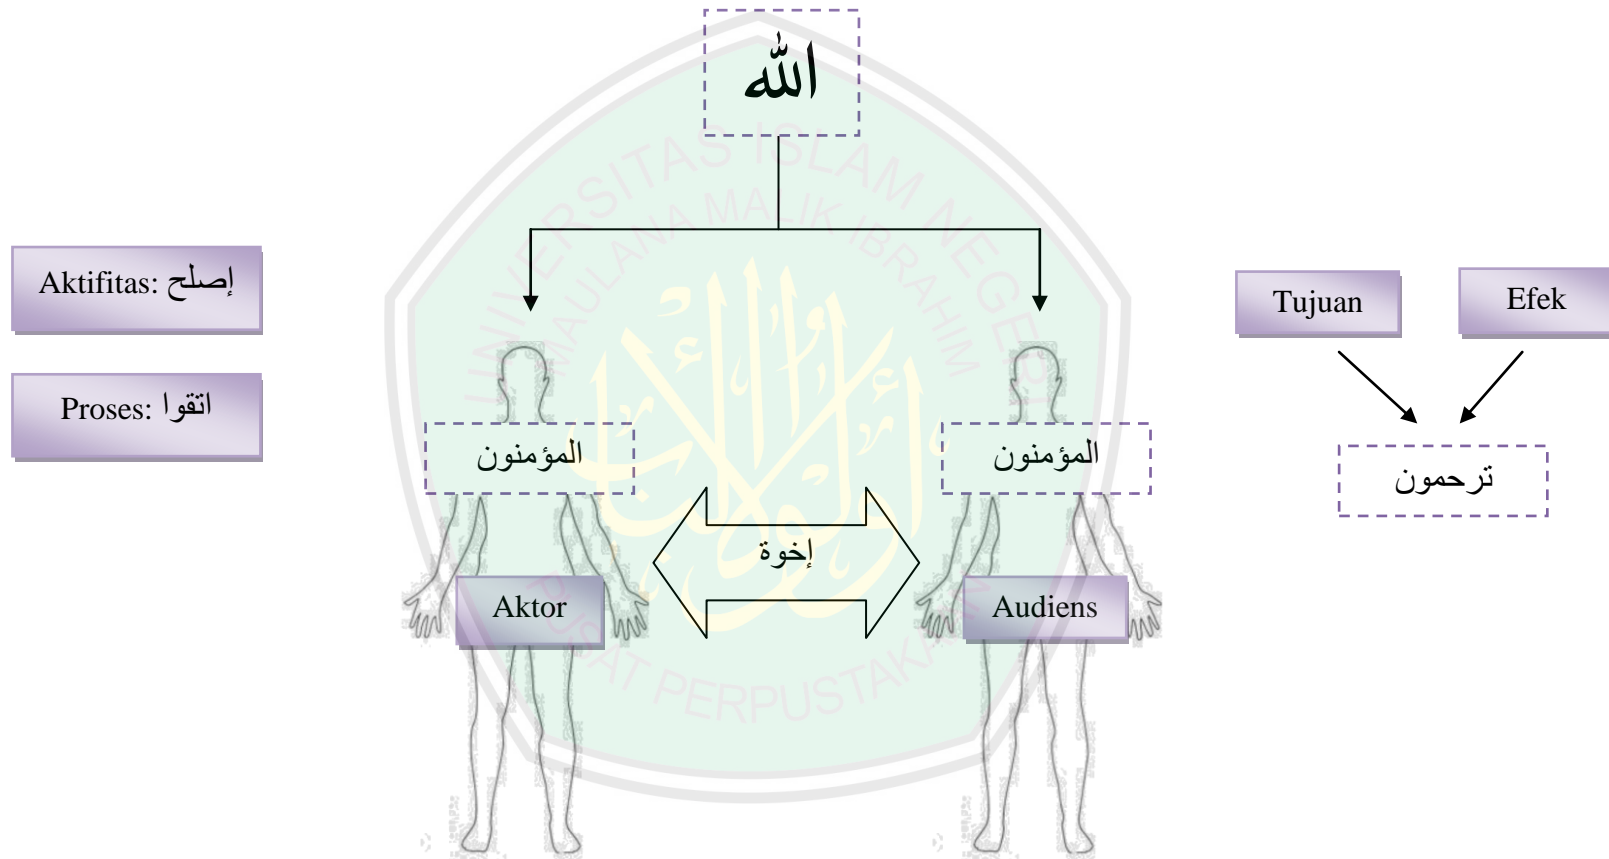 الله
UNIVERSITAS ISLAM NEGERI
MAULANA MALIK IBRAHIM
Aktifitas: إصلح
Proses: اتقوا
Tujuan
Efek
المؤمنون
المؤمنون
ترحمون
إخوة
Aktor
Audiens
PUSAT PERPUSTAKAAN